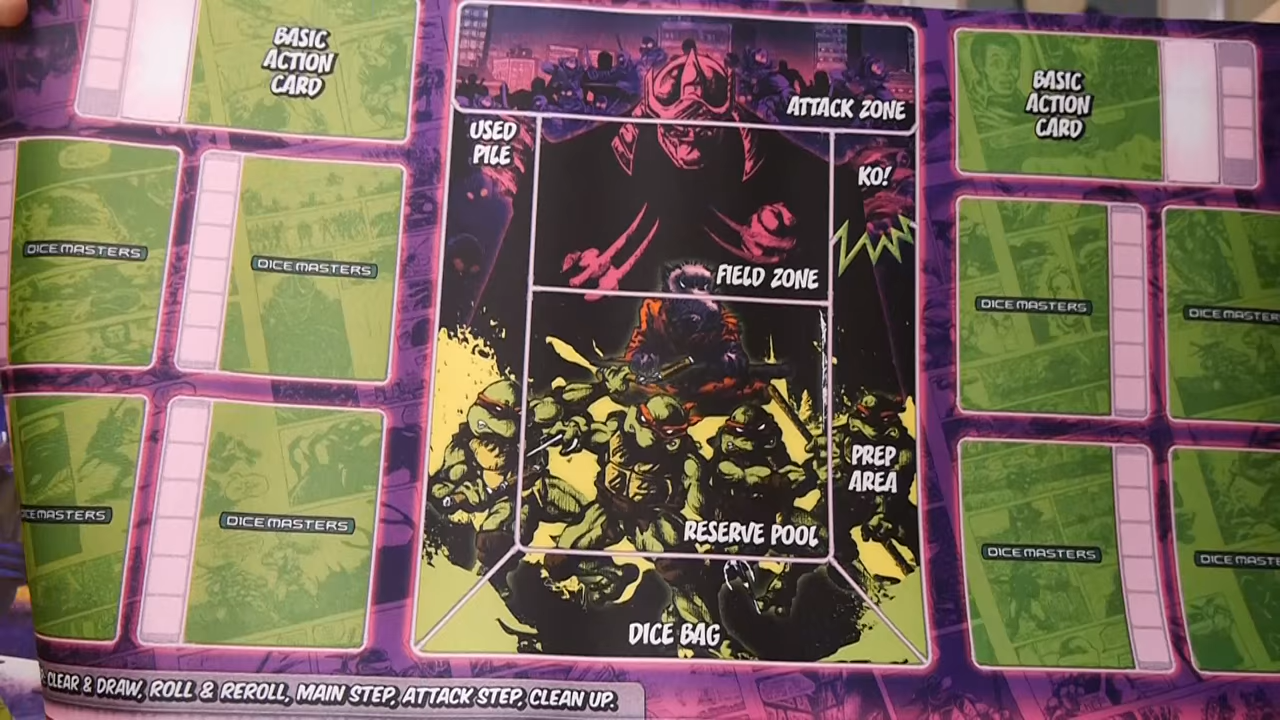 BASIC
ACTION
CARD
ATTACK ZONE
BASIC
ACTION
CARD
USED
PILE
KO!
DICE MASTERS
DICE MASTERS
FIELD ZONE
DICE MASTERS
DICE MASTER
PREP
AREA
DICE MASTERS
DICE MASTERS
RESERVE POOL
DICE MASTERS
DICE MASTE
DICE BAG
CLEAR & DRAW, ROLL & REROLL, MAIN STEP, ATTACK STEP, CLEAN UP.